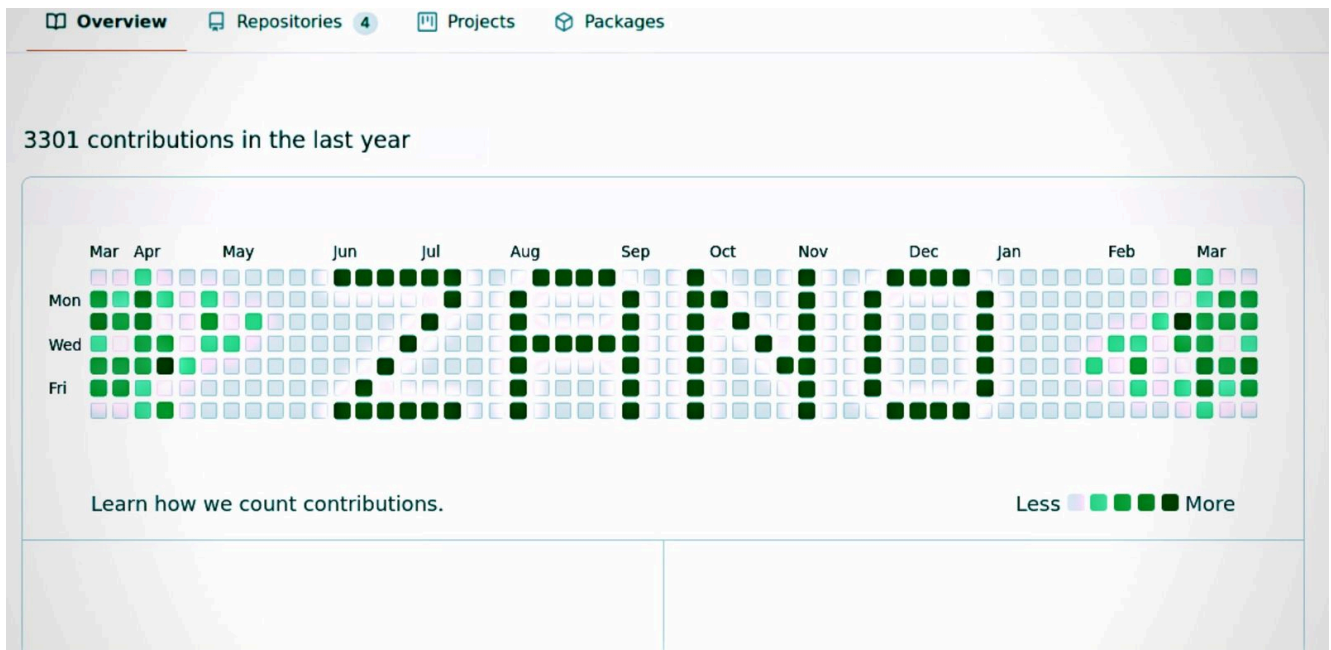 Overview Repositories 4 Projects Packages
3301 contributions in the last year
Mar Apr May Jun Jul Aug Sep Oct Nov Dec Jan Feb Mar
Mon
Wed
Fri
ZANO
Learn how we count contributions.
Less More